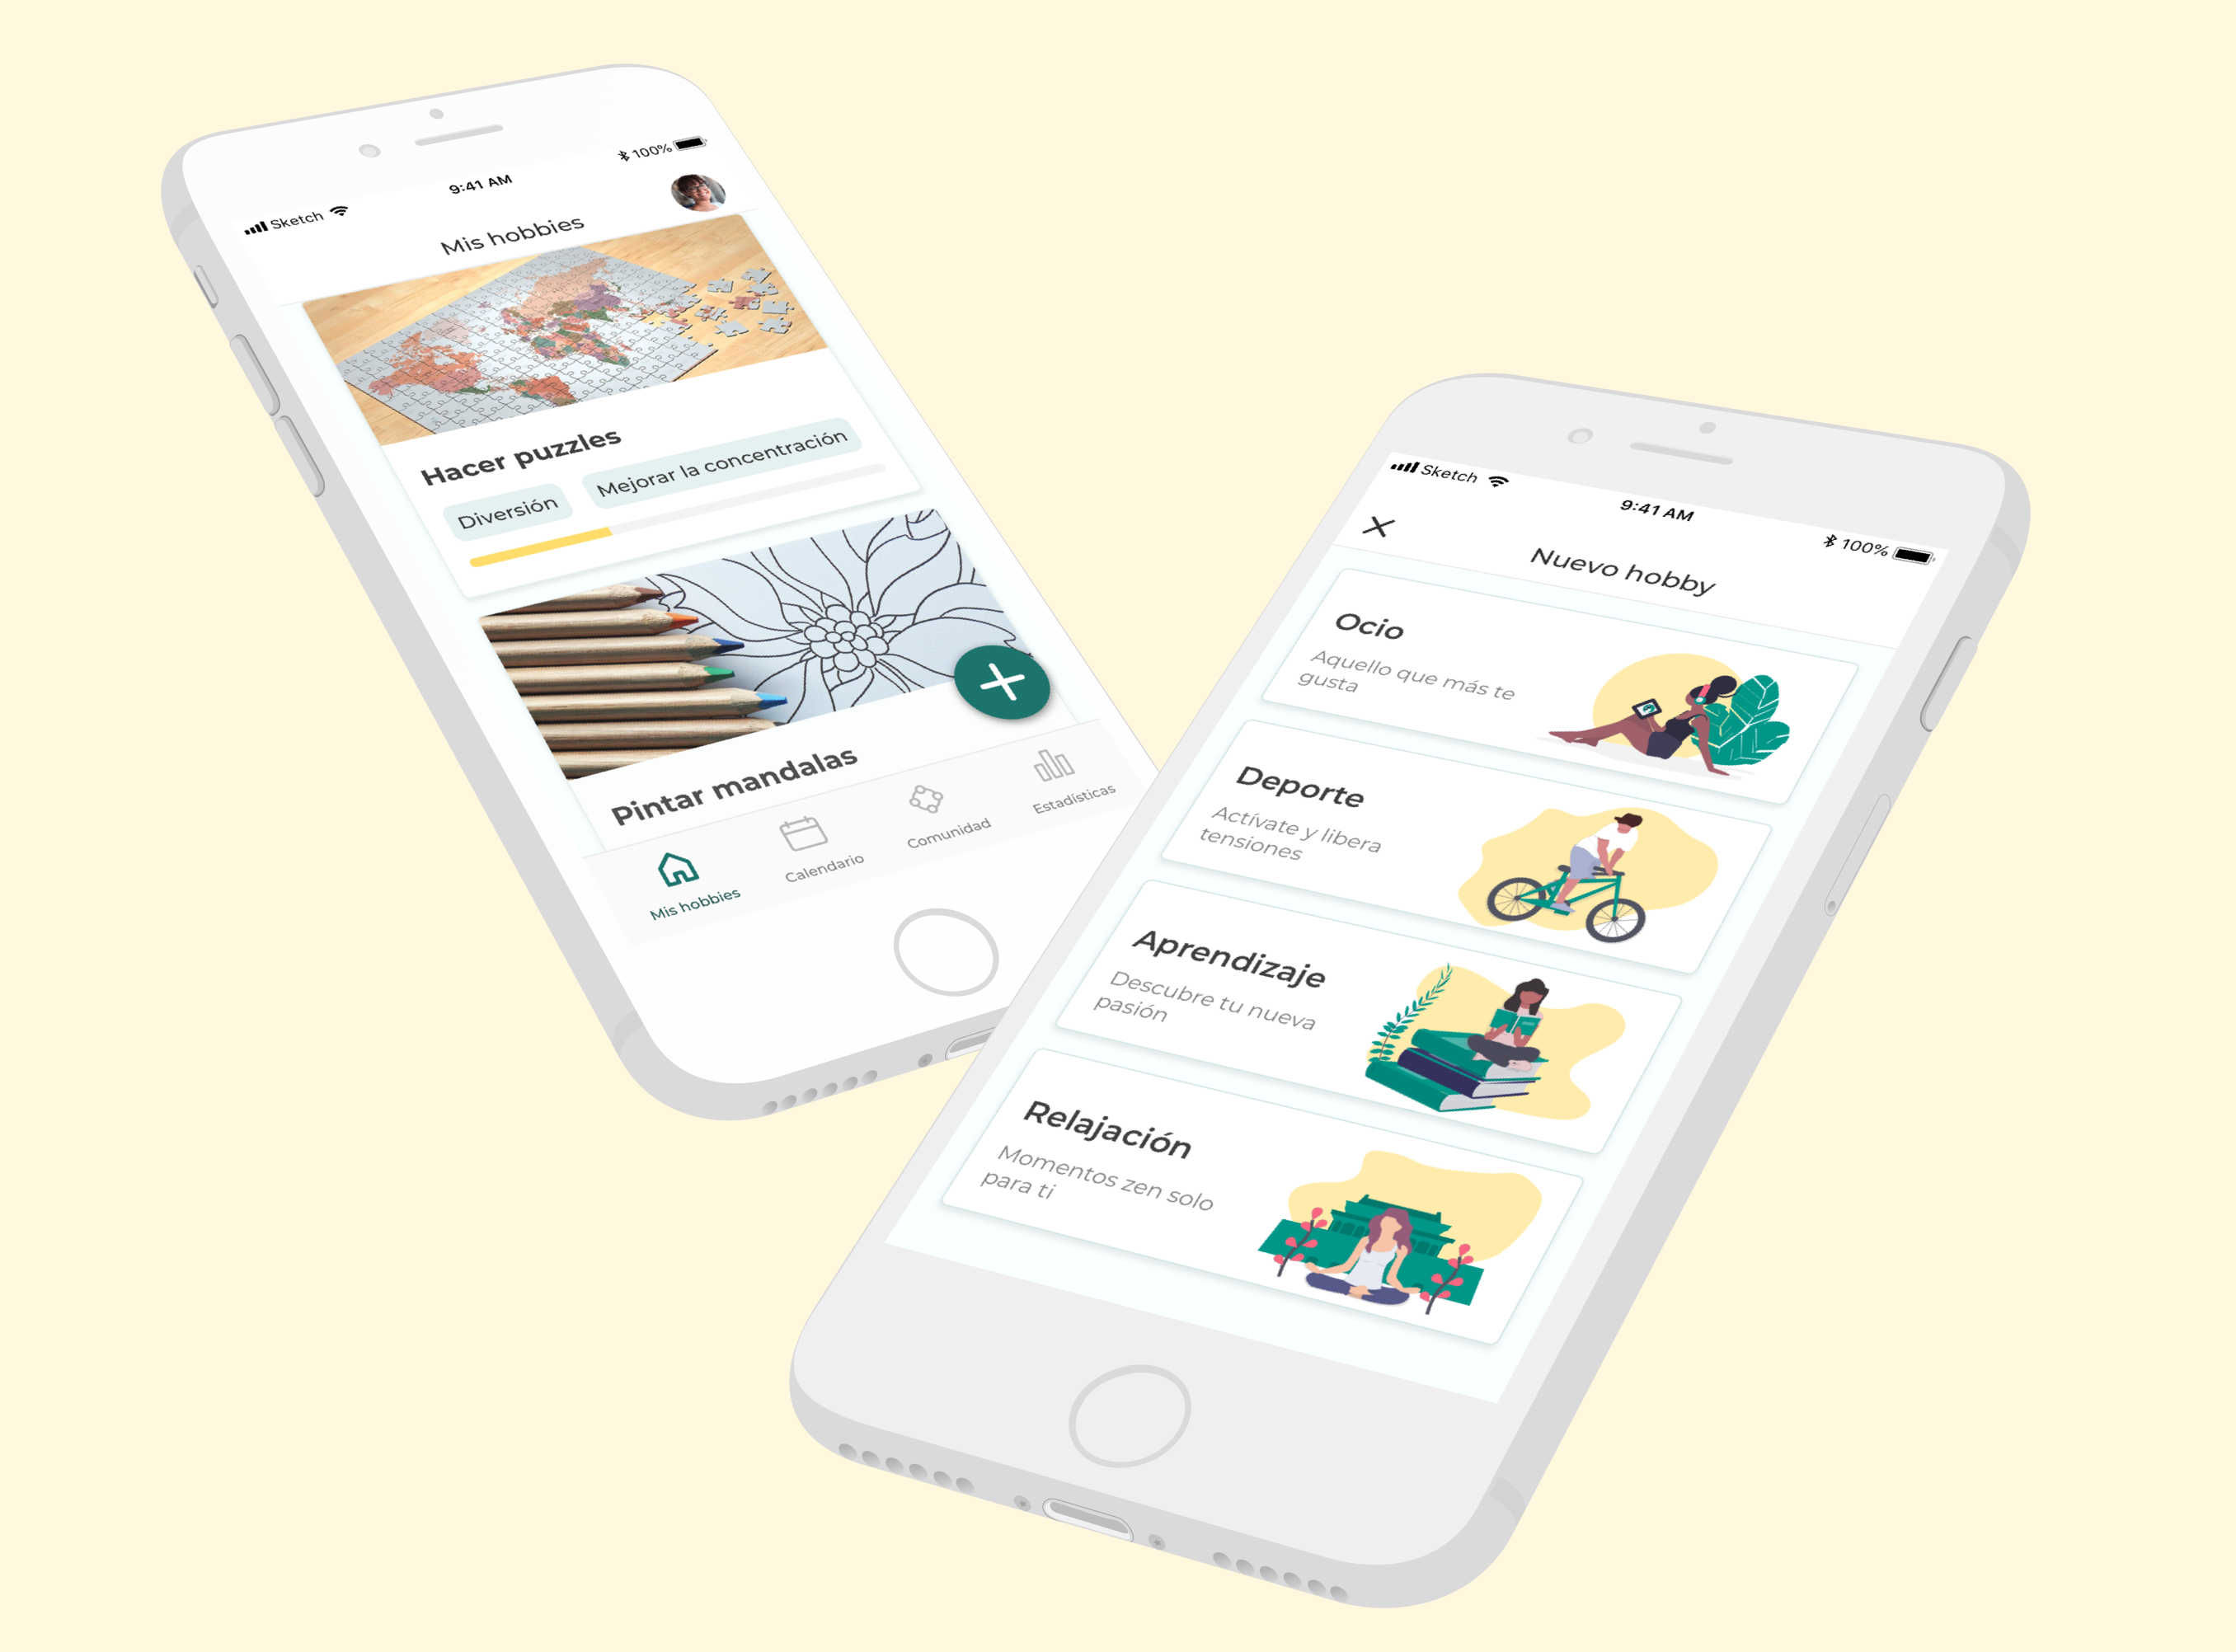 Sketch
9:41 AM
100%
Mis hobbies
Hacer puzzles
Diversión
Mejorar la concentración
Pintar mandalas
Mis hobbies
Calendario
Comunidad
Estadísticas
Sketch
9:41 AM
100%
Nuevo hobby
Ocio
Aquello que más te
gusta
Deporte
Actívate y libera
tensiones
Aprendizaje
Descubre tu nueva
pasión
Relajación
Momentos zen solo
para ti